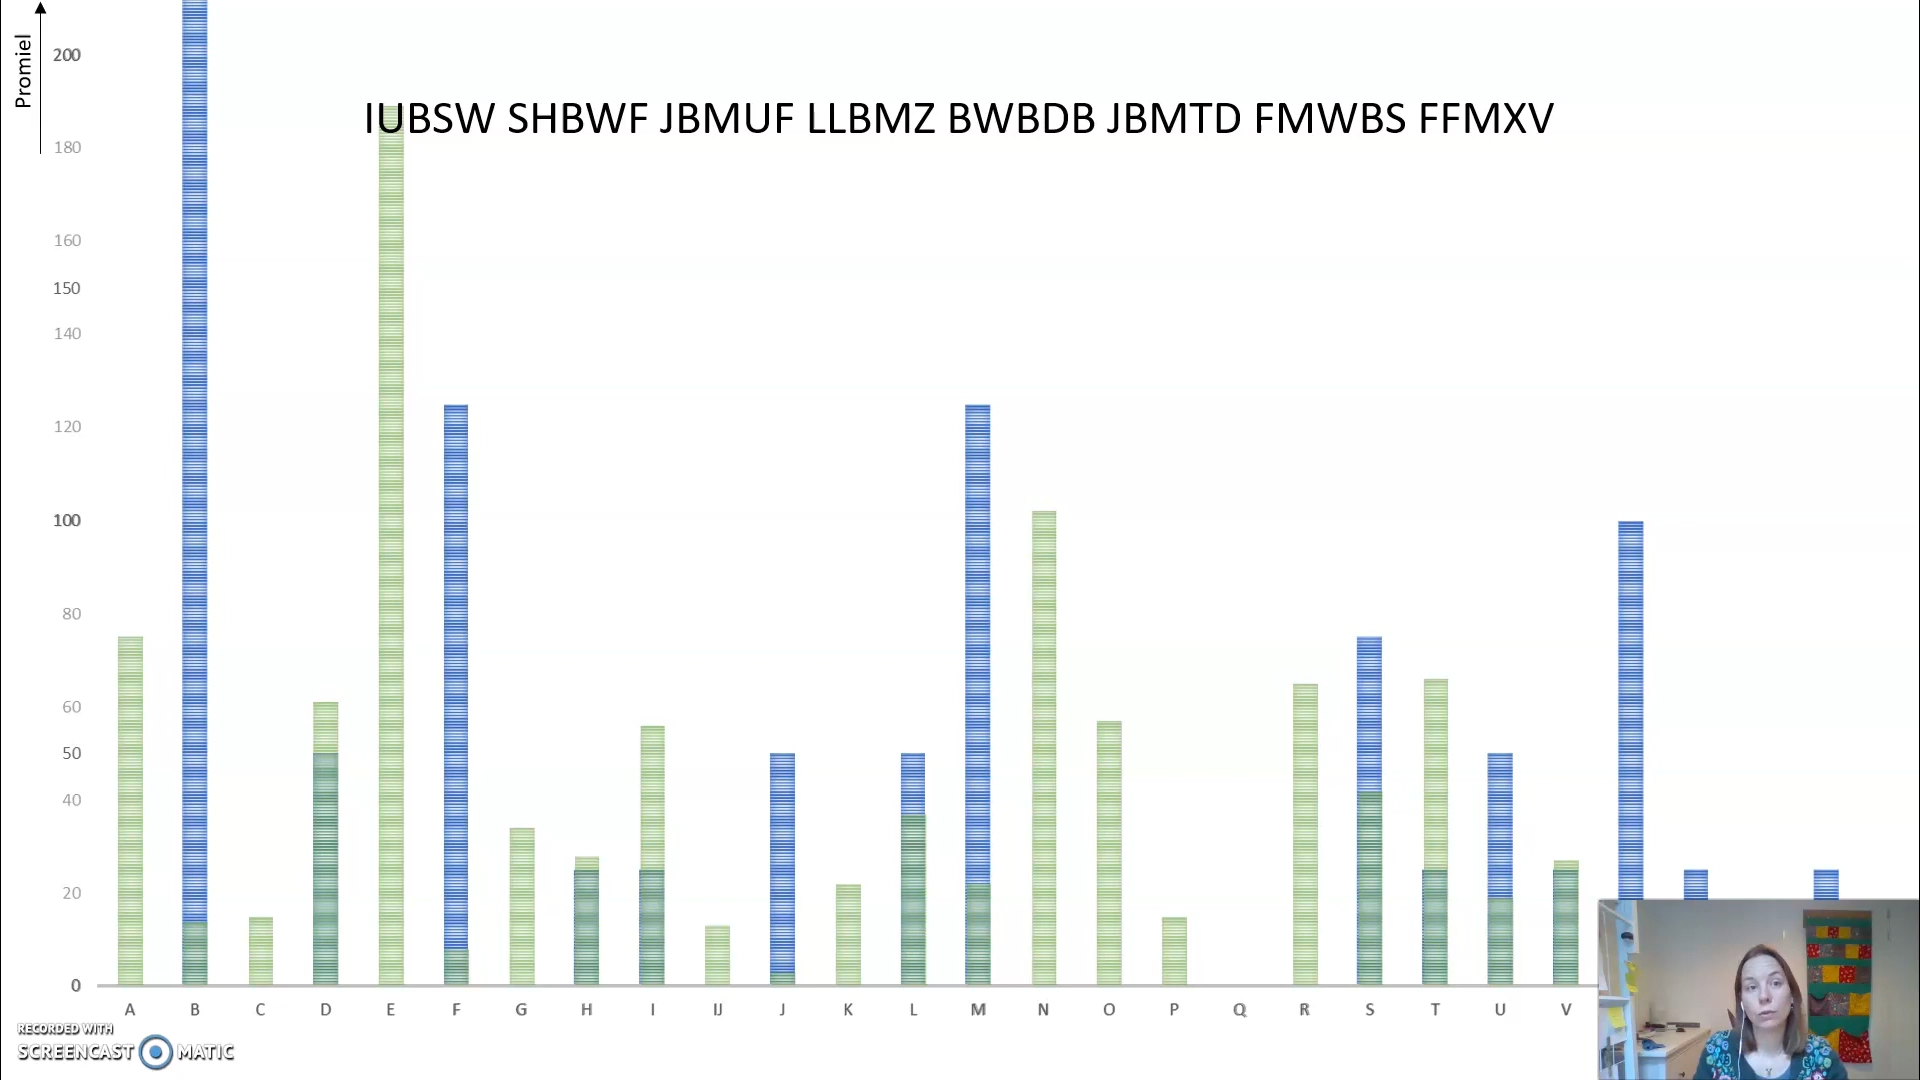 Promiel
200
IUBSW SHBWF JBMUF LLBMZ BWBDB JBMTD FMWBS FFMXV
180
160
150
140
120
100
80
60
50
40
20
0
A B C D E F G H I IJ J K L M N O P Q R S T U V
RECORDED WITH
SCREENCAST MATIC